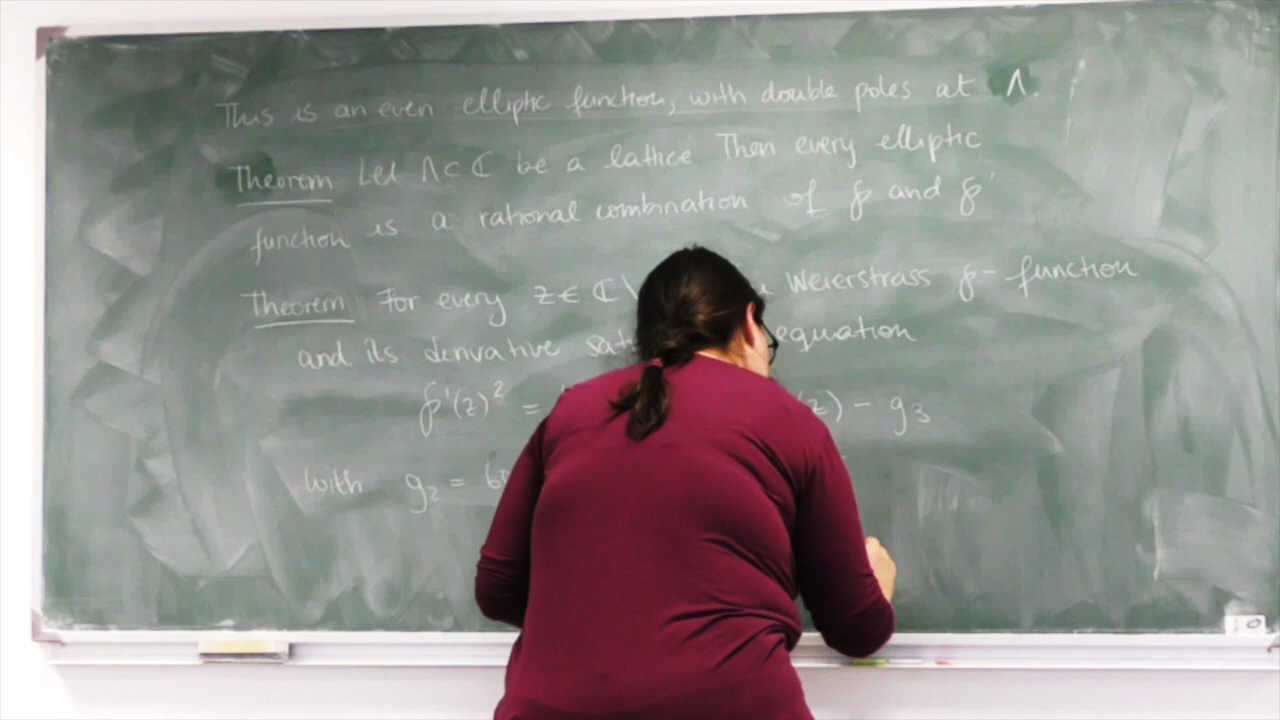 This is an even elliptic function, with double poles at Λ.
Theorem Let Λ⊂ℂ be a lattice Then every elliptic
function is a rational combination of ℘ and ℘'
Theorem For every z∈ℂ\ Weierstrass ℘-function
and its derivative equation
℘'(z)² = (z) - g₃
with g₂ =